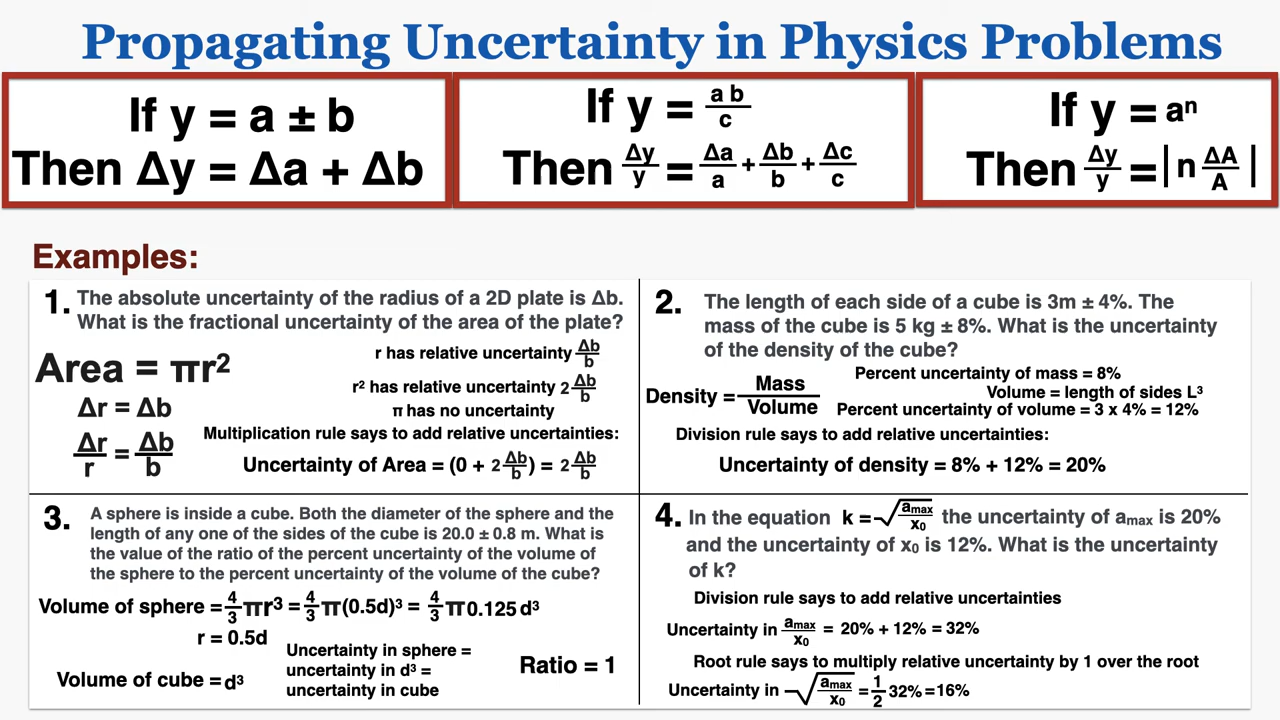 Propagating Uncertainty in Physics Problems
If y = a ± b
Then Δy = Δa + Δb
If y = a b / c
Then Δy/y = Δa/a + Δb/b + Δc/c
If y = aⁿ
Then Δy/y = | n ΔA/A |
Examples:
1. The absolute uncertainty of the radius of a 2D plate is Δb.
What is the fractional uncertainty of the area of the plate?
Area = πr²
Δr = Δb
Δr/r = Δb/b
r has relative uncertainty Δb/b
r² has relative uncertainty 2 Δb/b
π has no uncertainty
Multiplication rule says to add relative uncertainties:
Uncertainty of Area = (0 + 2 Δb/b) = 2 Δb/b
2. The length of each side of a cube is 3m ± 4%. The
mass of the cube is 5 kg ± 8%. What is the uncertainty
of the density of the cube?
Density = Mass / Volume
Percent uncertainty of mass = 8%
Volume = length of sides L³
Percent uncertainty of volume = 3 x 4% = 12%
Division rule says to add relative uncertainties:
Uncertainty of density = 8% + 12% = 20%
3. A sphere is inside a cube. Both the diameter of the sphere and the
length of any one of the sides of the cube is 20.0 ± 0.8 m. What is
the value of the ratio of the percent uncertainty of the volume of
the sphere to the percent uncertainty of the volume of the cube?
Volume of sphere = 4/3 πr³ = 4/3 π(0.5d)³ = 4/3 π0.125 d³
r = 0.5d
Volume of cube = d³
Uncertainty in sphere =
uncertainty in d³ =
uncertainty in cube
Ratio = 1
4. In the equation k = √(aₘₐₓ/x₀) the uncertainty of aₘₐₓ is 20%
and the uncertainty of x₀ is 12%. What is the uncertainty
of k?
Division rule says to add relative uncertainties
Uncertainty in aₘₐₓ/x₀ = 20% + 12% = 32%
Root rule says to multiply relative uncertainty by 1 over the root
Uncertainty in √(aₘₐₓ/x₀) = 1/2 32% = 16%